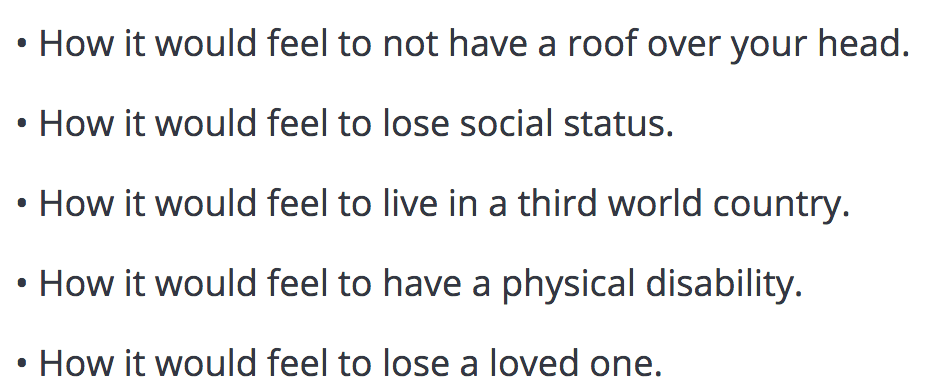 • How it would feel to not have a roof over your head.
• How it would feel to lose social status.
• How it would feel to live in a third world country.
• How it would feel to have a physical disability.
• How it would feel to lose a loved one.